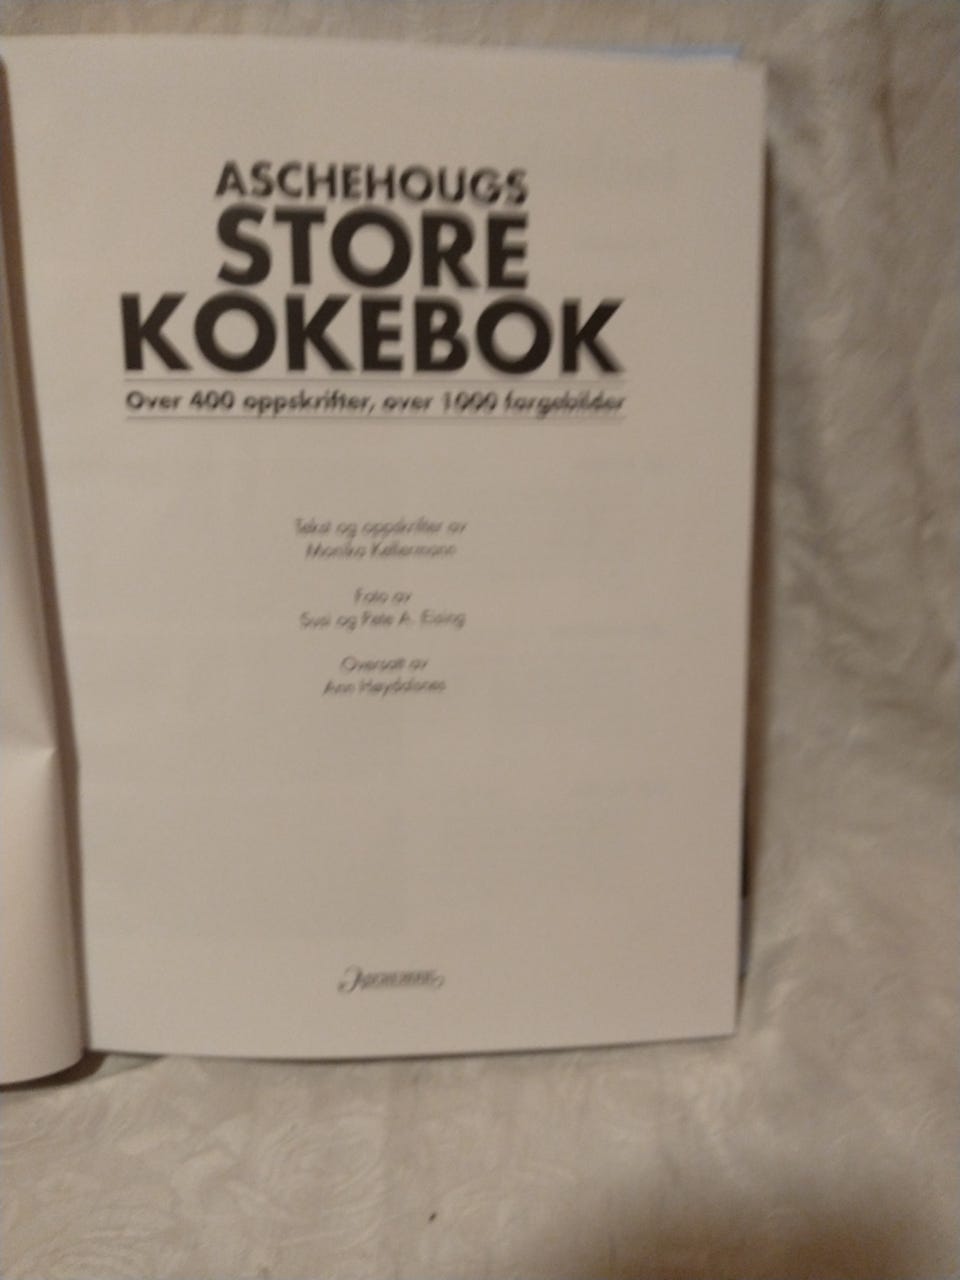 ASCHEHOUGS
STORE
KOKEBOK
Over 400 oppskrifter, over 1000 fargebilder
Tekst og oppskrifter av
Monika Kellermann
Foto av
Susi og Pete A. Eising
Oversatt av
Ann
ASCHEHOUG